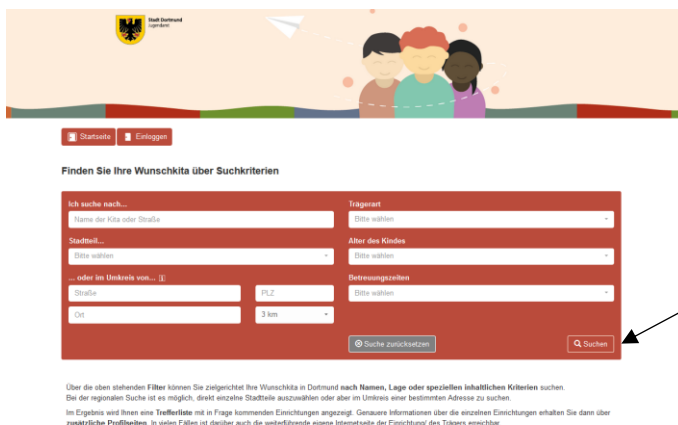 Stadt Dortmund
Jugendamt
Startseite
Einloggen
Finden Sie Ihre Wunschkita über Suchkriterien
Ich suche nach...
Trägerart
Name der Kita oder Straße
Bitte wählen
Stadtteil...
Alter des Kindes
Bitte wählen
Bitte wählen
... oder im Umkreis von...
Betreuungszeiten
Straße
PLZ
Bitte wählen
Ort
3 km
Suche zurücksetzen
Suchen
Über die oben stehenden Filter können Sie zielgerichtet Ihre Wunschkita in Dortmund nach Namen, Lage oder speziellen inhaltlichen Kriterien suchen.
Bei der regionalen Suche ist es möglich, direkt einzelne Stadtteile auszuwählen oder aber im Umkreis einer bestimmten Adresse zu suchen.
Im Ergebnis wird Ihnen eine Trefferliste mit in Frage kommenden Einrichtungen angezeigt. Genauere Informationen über die einzelnen Einrichtungen erhalten Sie dann über
zusätzliche Profilseiten. In vielen Fällen ist darüber auch die weiterführende eigene Internetseite der Einrichtung/ des Trägers erreichbar.